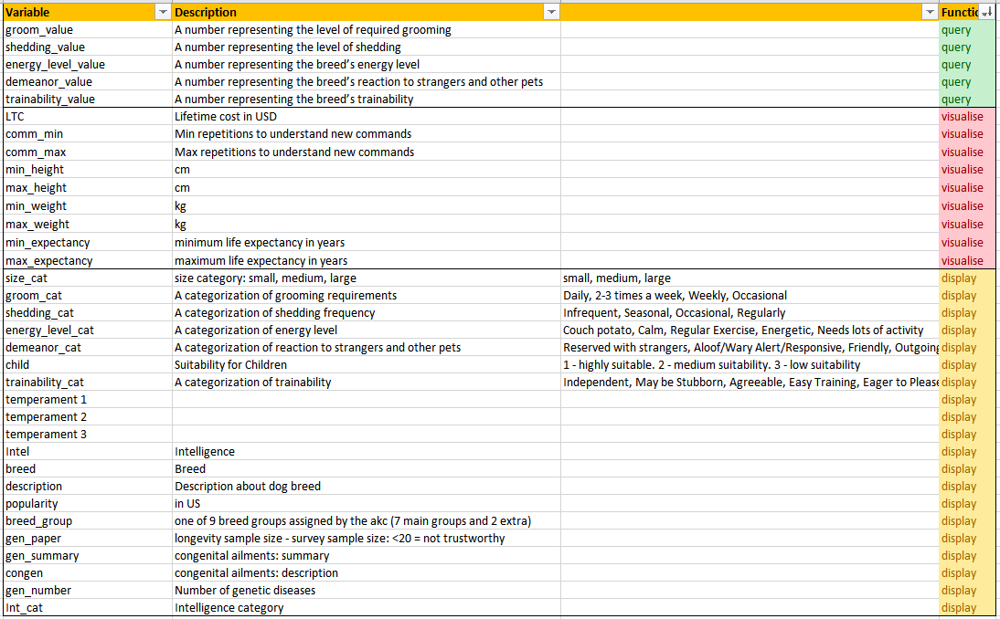 Variable Description Functio
groom_value A number representing the level of required grooming query
shedding_value A number representing the level of shedding query
energy_level_value A number representing the breed’s energy level query
demeanor_value A number representing the breed’s reaction to strangers and other pets query
trainability_value A number representing the breed’s trainability query
LTC Lifetime cost in USD visualise
comm_min Min repetitions to understand new commands visualise
comm_max Max repetitions to understand new commands visualise
min_height cm visualise
max_height cm visualise
min_weight kg visualise
max_weight kg visualise
min_expectancy minimum life expectancy in years visualise
max_expectancy maximum life expectancy in years visualise
size_cat size category: small, medium, large small, medium, large display
groom_cat A categorization of grooming requirements Daily, 2-3 times a week, Weekly, Occasional display
shedding_cat A categorization of shedding frequency Infrequent, Seasonal, Occasional, Regularly display
energy_level_cat A categorization of energy level Couch potato, Calm, Regular Exercise, Energetic, Needs lots of activity display
demeanor_cat A categorization of reaction to strangers and other pets Reserved with strangers, Aloof/Wary Alert/Responsive, Friendly, Outgoing display
child Suitability for Children 1 - highly suitable. 2 - medium suitability. 3 - low suitability display
trainability_cat A categorization of trainability Independent, May be Stubborn, Agreeable, Easy Training, Eager to Please display
temperament 1 display
temperament 2 display
temperament 3 display
Intel Intelligence display
breed Breed display
description Description about dog breed display
popularity in US display
breed_group one of 9 breed groups assigned by the akc (7 main groups and 2 extra) display
gen_paper longevity sample size - survey sample size: <20 = not trustworthy display
gen_summary congenital ailments: summary display
congen congenital ailments: description display
gen_number Number of genetic diseases display
Int_cat Intelligence category display